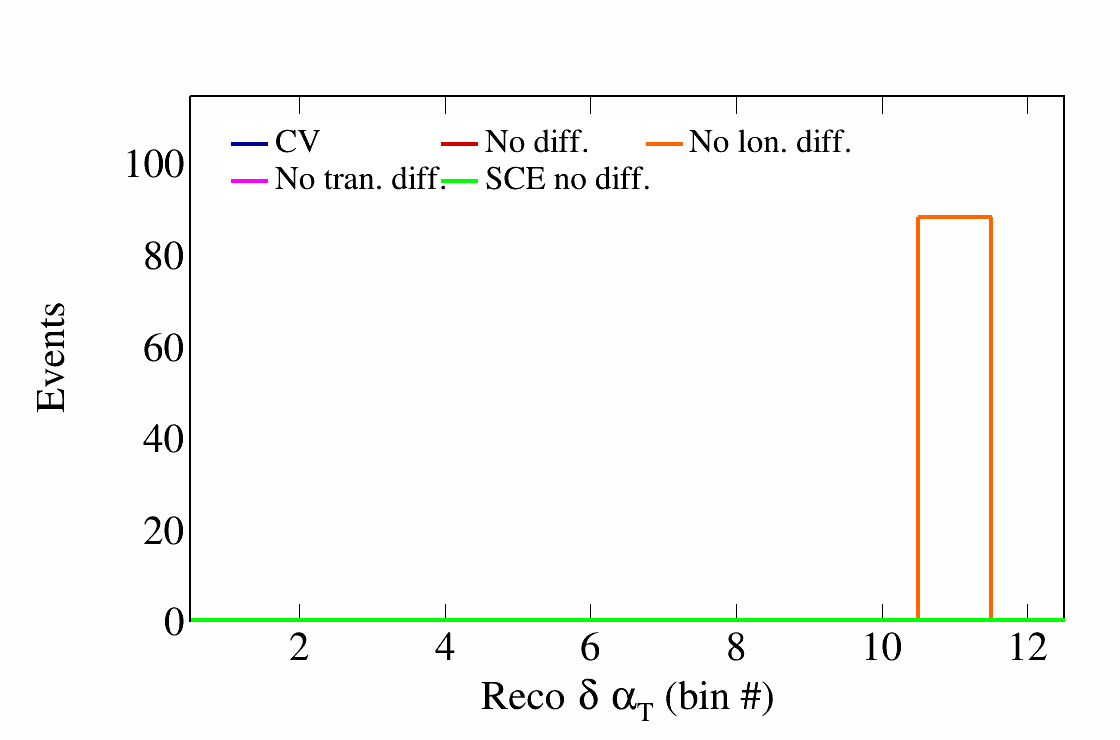 CV
No diff.
No lon. diff.
No tran. diff.
SCE no diff.
100
80
60
40
20
0
Events
2
4
6
8
10
12
Reco δ α_T (bin #)